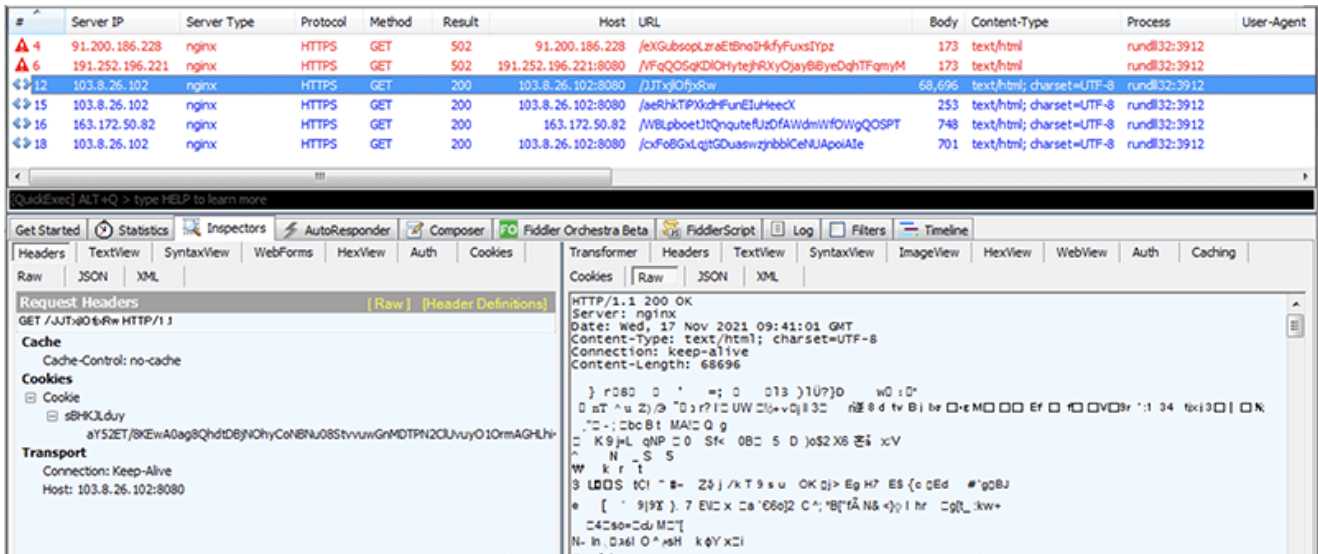 # Server IP Server Type Protocol Method Result Host URL Body Content-Type Process User-Agent
4 91.200.186.228 nginx HTTPS GET 502 91.200.186.228 /eXGubsopLzraEtBnoIHkfyFuxsIYpz 173 text/html rundll32:3912
6 191.252.196.221 nginx HTTPS GET 502 191.252.196.221:8080 /VFqQOSqKDlOHytejhRXyOjayBiByeDqhTFqmyM 173 text/html rundll32:3912
12 103.8.26.102 nginx HTTPS GET 200 103.8.26.102:8080 /JJTxjlOfjxRw 68,696 text/html; charset=UTF-8 rundll32:3912
15 103.8.26.102 nginx HTTPS GET 200 103.8.26.102:8080 /aeRhkTiPXkdHFunEIuHeecX 253 text/html; charset=UTF-8 rundll32:3912
16 163.172.50.82 nginx HTTPS GET 200 163.172.50.82 /WBLpboetJtQnqutefUzDfAWdmWfOWgQOSPT 748 text/html; charset=UTF-8 rundll32:3912
18 103.8.26.102 nginx HTTPS GET 200 103.8.26.102:8080 /cxFoBGxLqjtGDuaswzjnbblCeNUApoiAIe 701 text/html; charset=UTF-8 rundll32:3912
[QuickExec] ALT+Q > type HELP to learn more
Get Started Statistics Inspectors AutoResponder Composer FO Fiddler Orchestra Beta FiddlerScript Log Filters Timeline
Headers TextView SyntaxView WebForms HexView Auth Cookies
Raw JSON XML
Request Headers [ Raw ] [Header Definitions]
GET /JJTxjlOfjxRw HTTP/1.1
Cache
Cache-Control: no-cache
Cookies
Cookie
sBHKJLduy
aY52ET/8KEwA0ag8QhdtDBjNOhyCoNBNu08StvvuwGnMDTPN2ClUvuyO1OrmAGHLhi
Transport
Connection: Keep-Alive
Host: 103.8.26.102:8080
Transformer Headers TextView SyntaxView ImageView HexView WebView Auth Caching
Cookies Raw JSON XML
HTTP/1.1 200 OK
Server: nginx
Date: Wed, 17 Nov 2021 09:41:01 GMT
Content-Type: text/html; charset=UTF-8
Connection: keep-alive
Content-Length: 68696